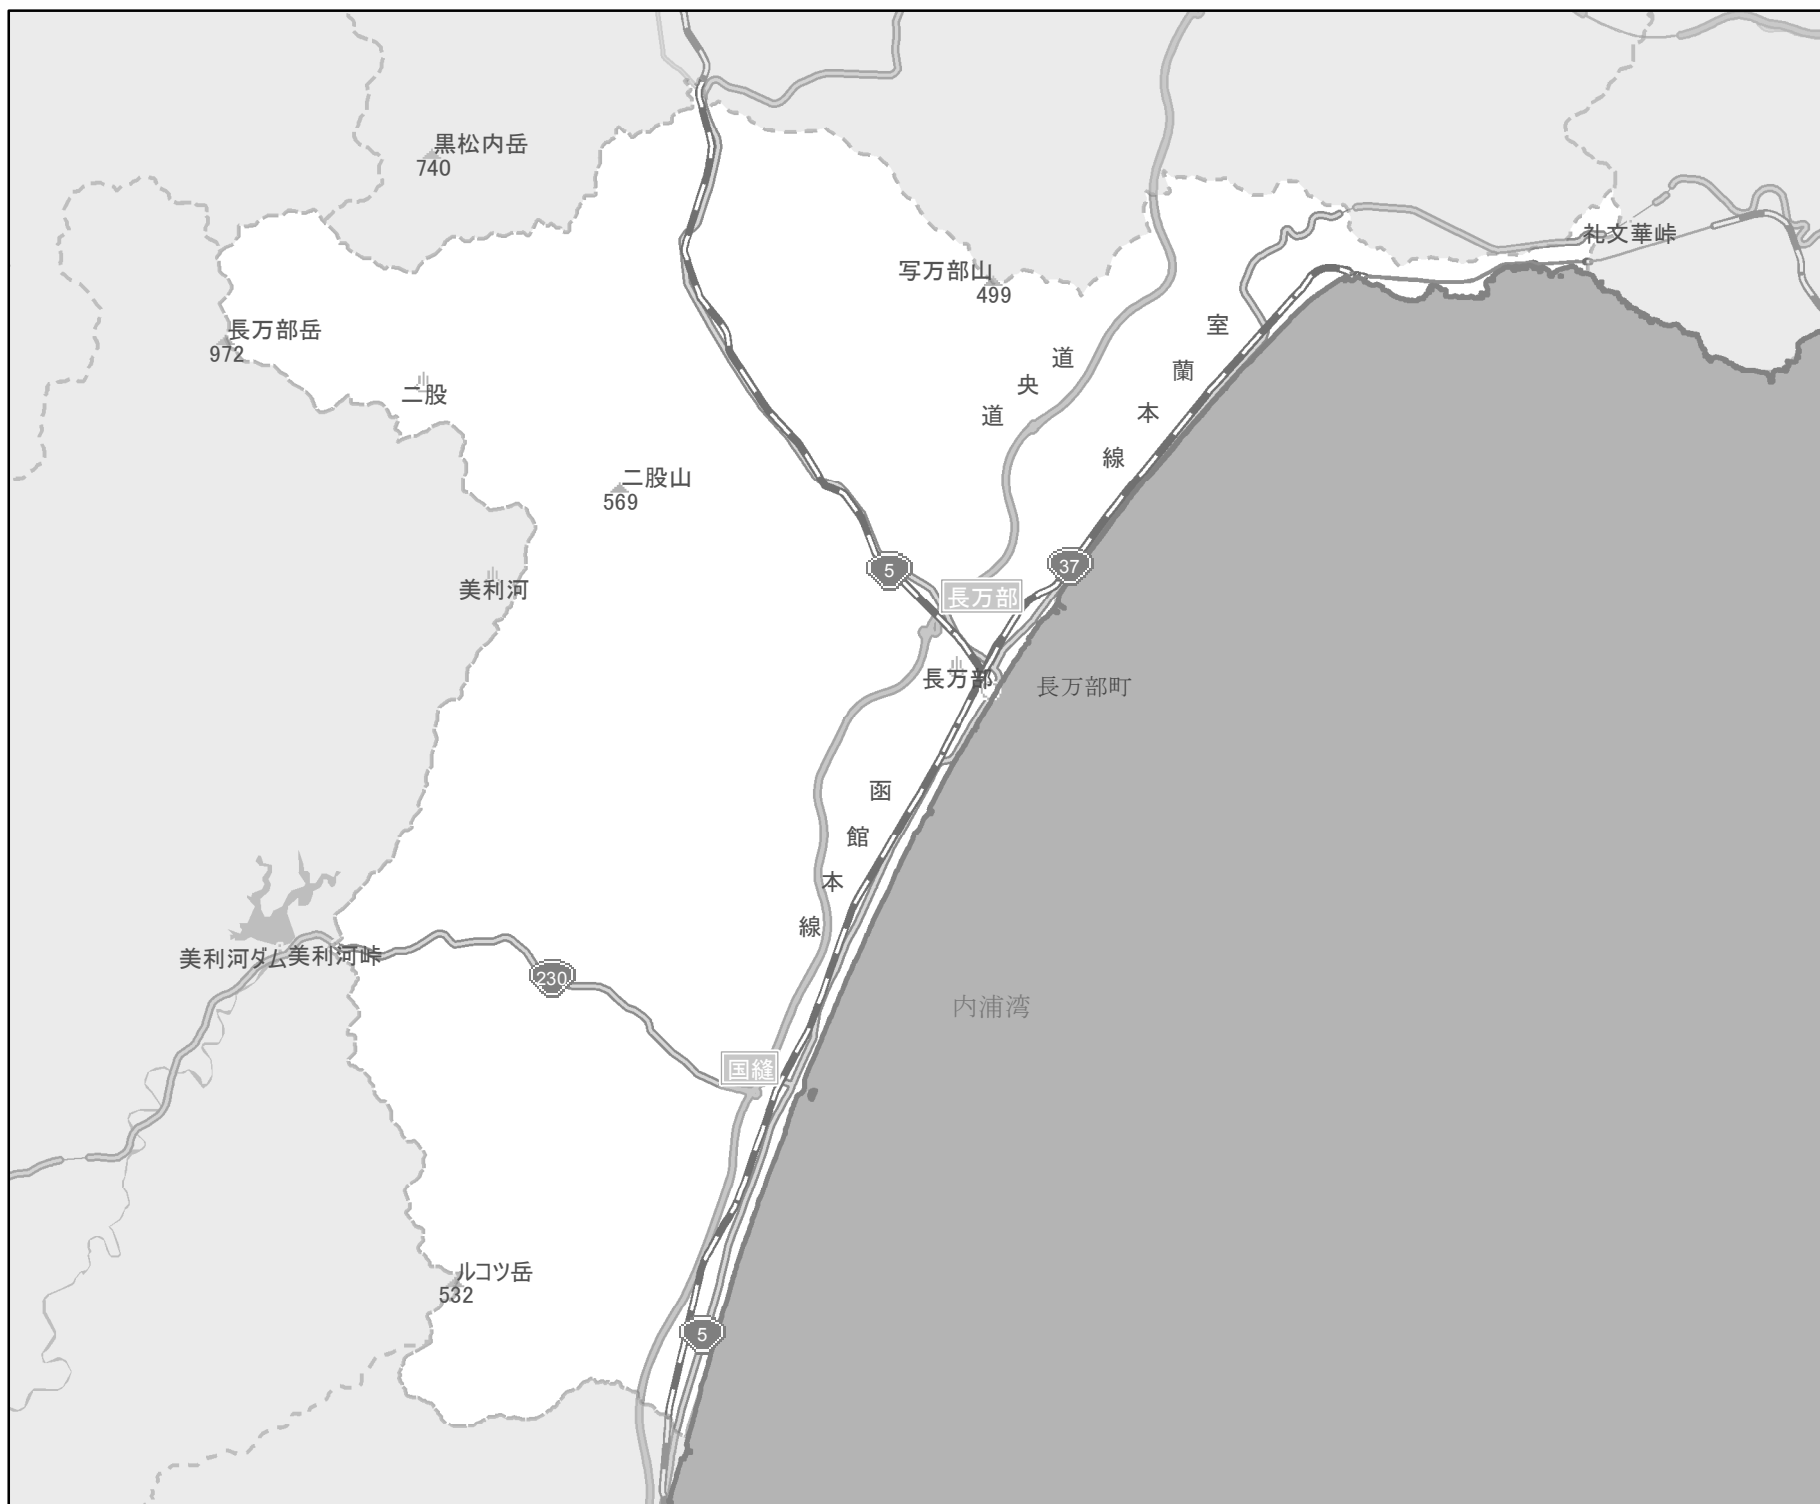 黒松内岳
740
礼文華峠
写万部山
499
長万部岳
972
二股
二股山
569
道央道
室蘭本線
美利河
5
37
長万部
長万部
長万部町
函館本線
美利河ダム
美利河峠
230
内浦湾
国縫
ルコツ岳
532
5